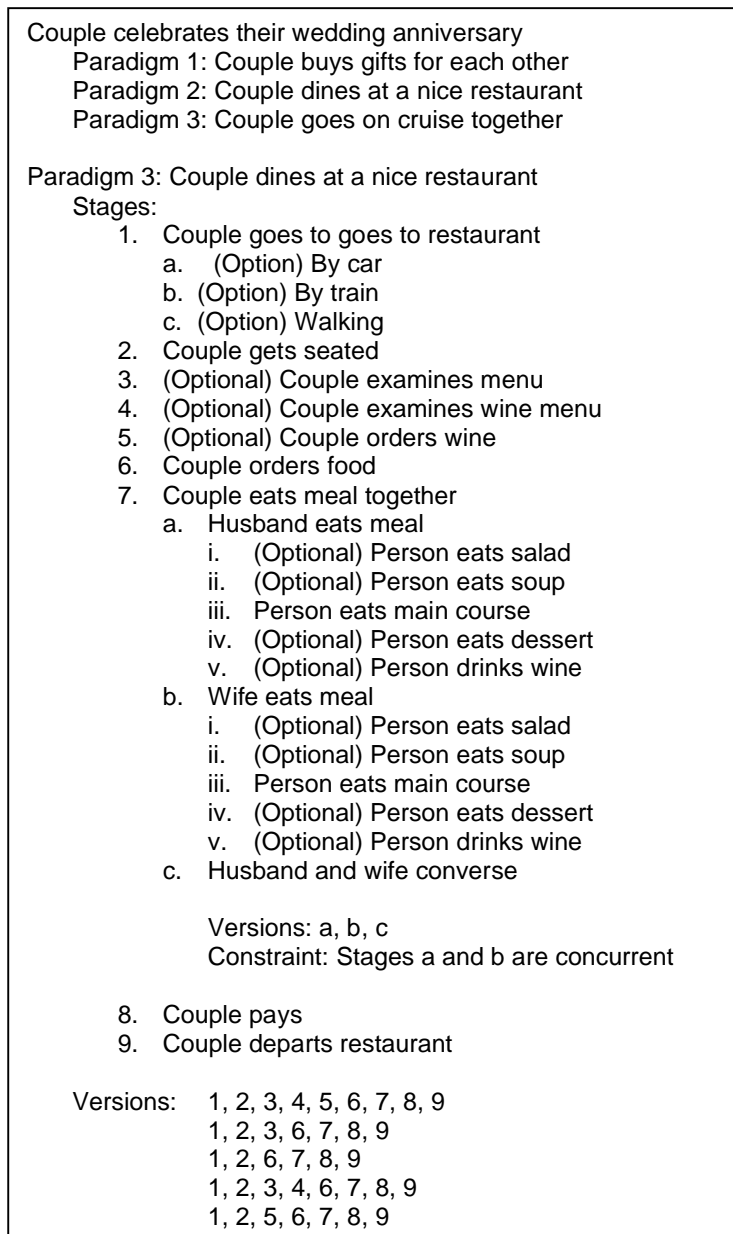 Couple celebrates their wedding anniversary
Paradigm 1: Couple buys gifts for each other
Paradigm 2: Couple dines at a nice restaurant
Paradigm 3: Couple goes on cruise together
Paradigm 3: Couple dines at a nice restaurant
Stages:
1. Couple goes to goes to restaurant
a. (Option) By car
b. (Option) By train
c. (Option) Walking
2. Couple gets seated
3. (Optional) Couple examines menu
4. (Optional) Couple examines wine menu
5. (Optional) Couple orders wine
6. Couple orders food
7. Couple eats meal together
a. Husband eats meal
i. (Optional) Person eats salad
ii. (Optional) Person eats soup
iii. Person eats main course
iv. (Optional) Person eats dessert
v. (Optional) Person drinks wine
b. Wife eats meal
i. (Optional) Person eats salad
ii. (Optional) Person eats soup
iii. Person eats main course
iv. (Optional) Person eats dessert
v. (Optional) Person drinks wine
c. Husband and wife converse
Versions: a, b, c
Constraint: Stages a and b are concurrent
8. Couple pays
9. Couple departs restaurant
Versions: 1, 2, 3, 4, 5, 6, 7, 8, 9
1, 2, 3, 6, 7, 8, 9
1, 2, 6, 7, 8, 9
1, 2, 3, 4, 6, 7, 8, 9
1, 2, 5, 6, 7, 8, 9